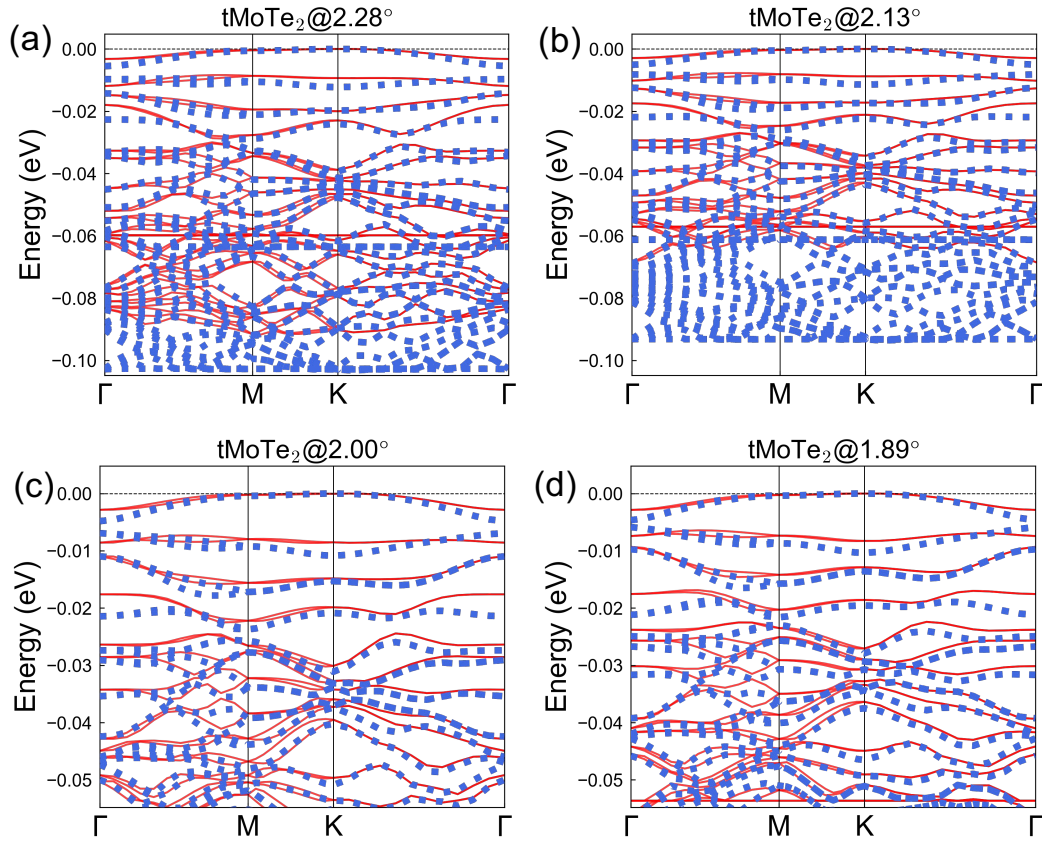 (a)
tMoTe₂@2.28°
Energy (eV)
0.00
−0.02
−0.04
−0.06
−0.08
−0.10
Γ M K Γ
(b)
tMoTe₂@2.13°
Energy (eV)
0.00
−0.02
−0.04
−0.06
−0.08
−0.10
Γ M K Γ
(c)
tMoTe₂@2.00°
Energy (eV)
0.00
−0.01
−0.02
−0.03
−0.04
−0.05
Γ M K Γ
(d)
tMoTe₂@1.89°
Energy (eV)
0.00
−0.01
−0.02
−0.03
−0.04
−0.05
Γ M K Γ